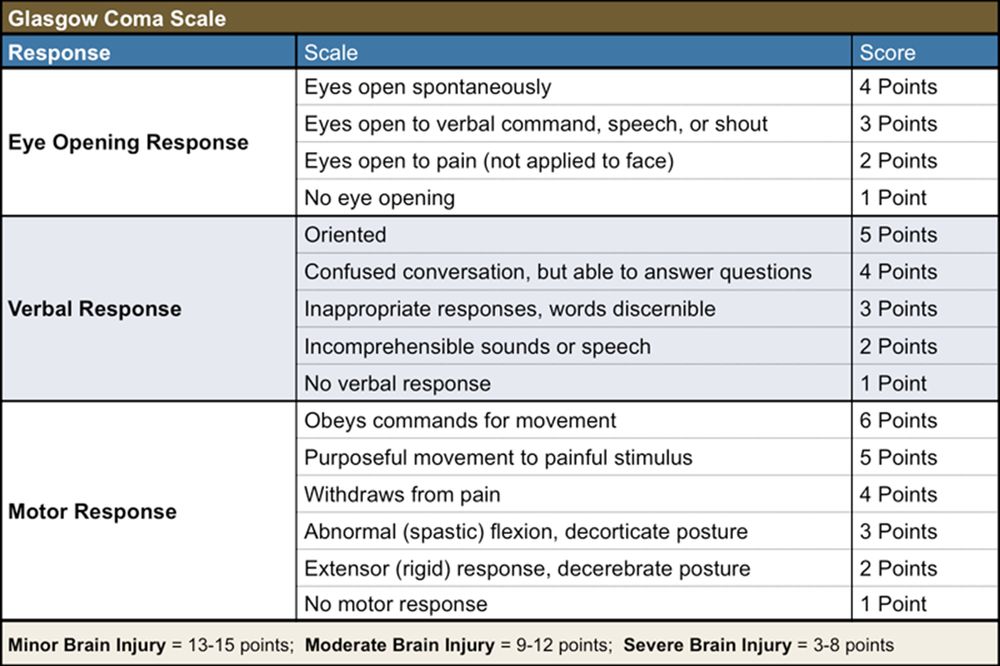 Glasgow Coma Scale
Response Scale Score
Eye Opening Response
Eyes open spontaneously 4 Points
Eyes open to verbal command, speech, or shout 3 Points
Eyes open to pain (not applied to face) 2 Points
No eye opening 1 Point
Verbal Response
Oriented 5 Points
Confused conversation, but able to answer questions 4 Points
Inappropriate responses, words discernible 3 Points
Incomprehensible sounds or speech 2 Points
No verbal response 1 Point
Motor Response
Obeys commands for movement 6 Points
Purposeful movement to painful stimulus 5 Points
Withdraws from pain 4 Points
Abnormal (spastic) flexion, decorticate posture 3 Points
Extensor (rigid) response, decerebrate posture 2 Points
No motor response 1 Point
Minor Brain Injury = 13-15 points; Moderate Brain Injury = 9-12 points; Severe Brain Injury = 3-8 points